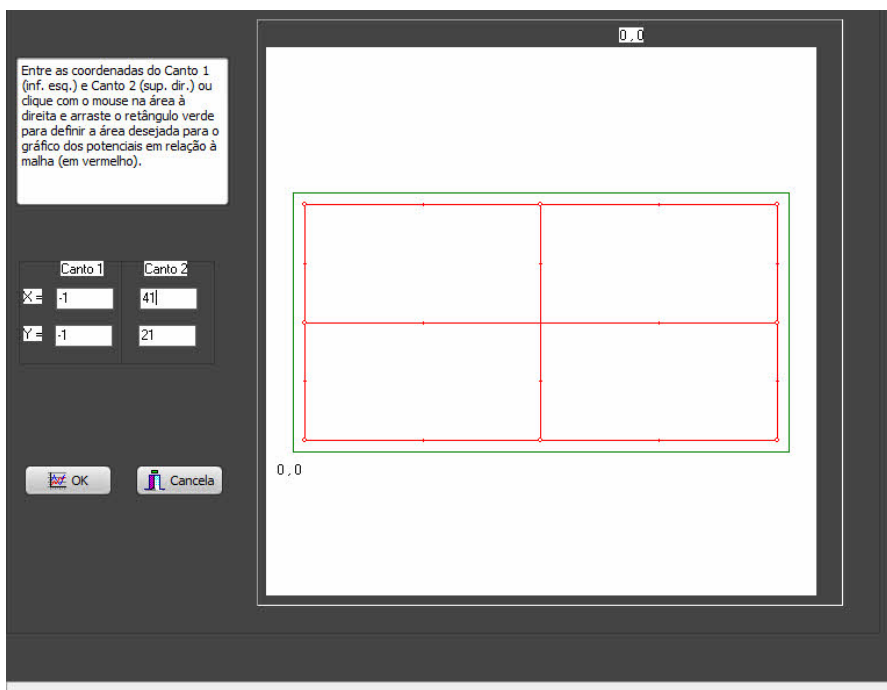 0,0
Entre as coordenadas do Canto 1
(inf. esq.) e Canto 2 (sup. dir.) ou
clique com o mouse na área à
direita e arraste o retângulo verde
para definir a área desejada para o
gráfico dos potenciais em relação à
malha (em vermelho).
Canto 1 Canto 2
X = -1 41
Y = -1 21
0,0
OK Cancela